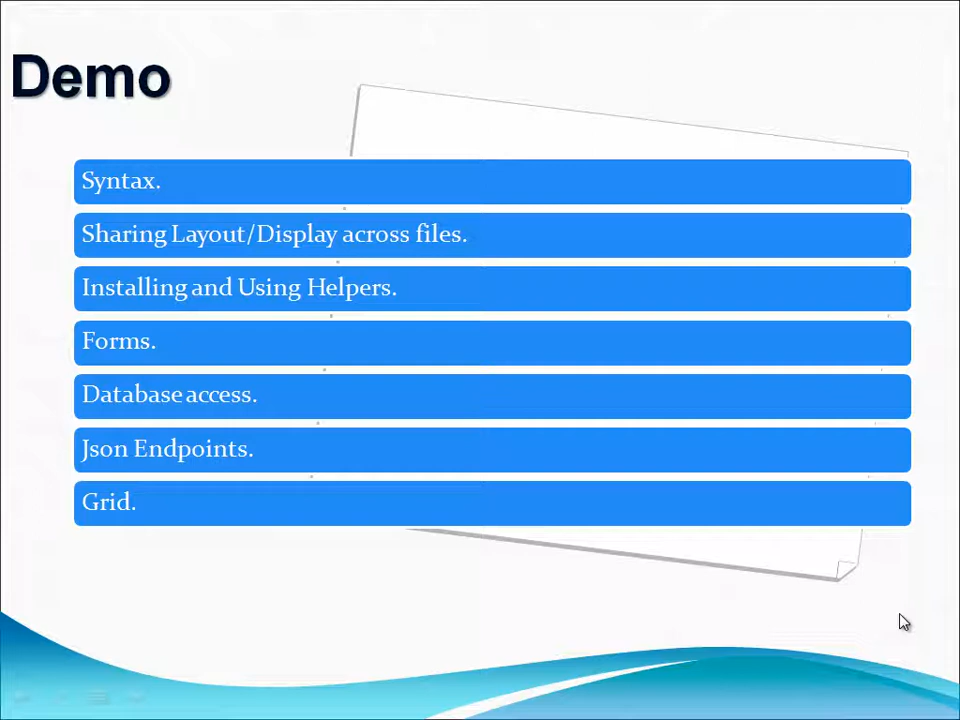 Demo
Syntax.
Sharing Layout/Display across files.
Installing and Using Helpers.
Forms.
Database access.
Json Endpoints.
Grid.